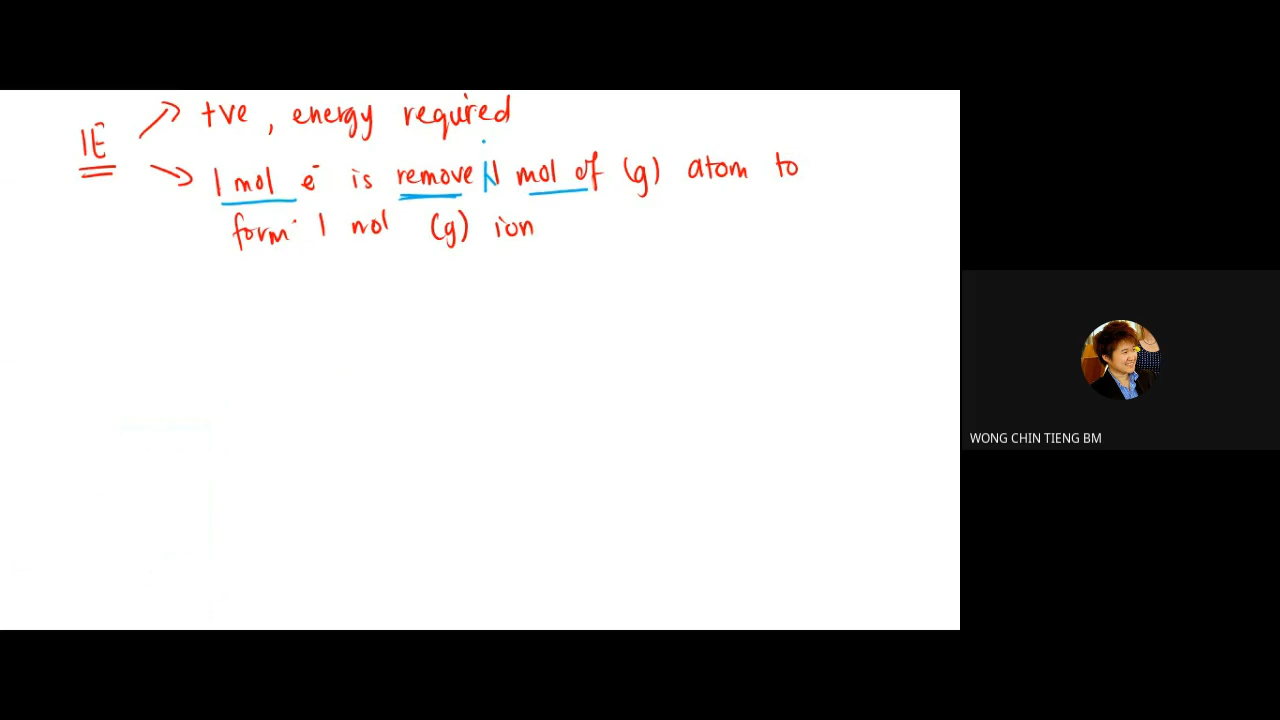 +ve, energy required
IE
1 mol e⁻ is remove 1 mol of (g) atom to
form 1 mol (g) ion
WONG CHIN TIENG BM